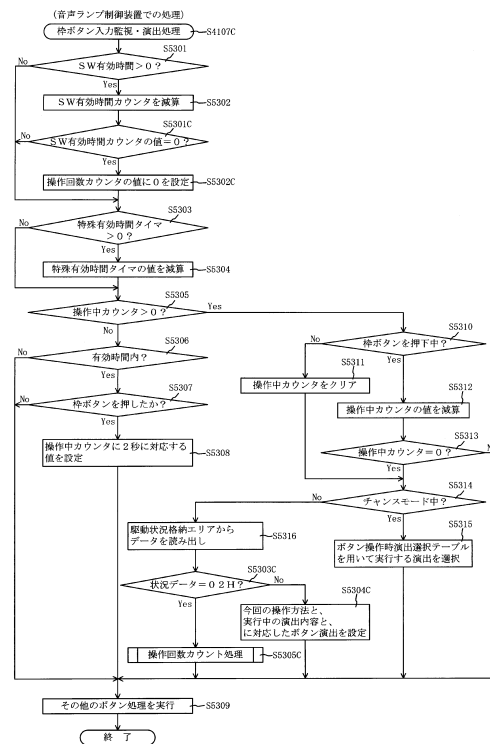 (音声ランプ制御装置での処理)
枠ボタン入力監視・演出処理
S4107C
S5301
SW有効時間>0?
No
Yes
SW有効時間カウンタを減算
S5302
S5301C
SW有効時間カウンタの値=0?
No
Yes
操作回数カウンタの値に0を設定
S5302C
S5303
特殊有効時間タイマ
>0?
No
Yes
特殊有効時間タイマの値を減算
S5304
S5305
操作中カウンタ>0?
Yes
No
S5306
有効時間内?
No
Yes
S5307
枠ボタンを押したか?
No
Yes
操作中カウンタに2秒に対応する
値を設定
S5308
S5310
枠ボタンを押下中?
No
Yes
S5311
操作中カウンタをクリア
S5312
操作中カウンタの値を減算
S5313
操作中カウンタ=0?
N
Yes
S5314
チャンスモード中?
No
Yes
S5315
ボタン操作時演出選択テーブル
を用いて実行する演出を選択
駆動状況格納エリアから
データを読み出し
S5316
S5303C
状況データ=02H?
No
Yes
S5304C
今回の操作方法と、
実行中の演出内容と、
に対応したボタン演出を設定
操作回数カウント処理
S5305C
その他のボタン処理を実行
S5309
終 了